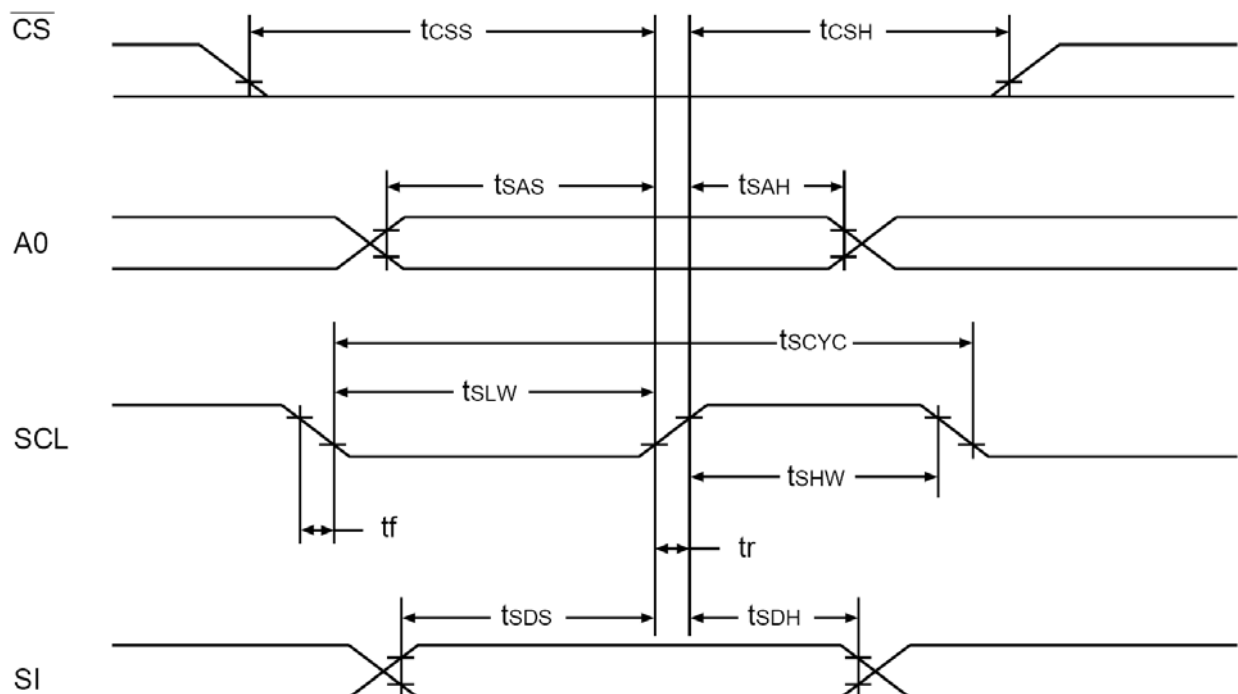 CS
tCSS
tCSH
tSAS
tSAH
A0
tSCYC
tSLW
SCL
tSHW
tf
tr
tSDS
tSDH
SI